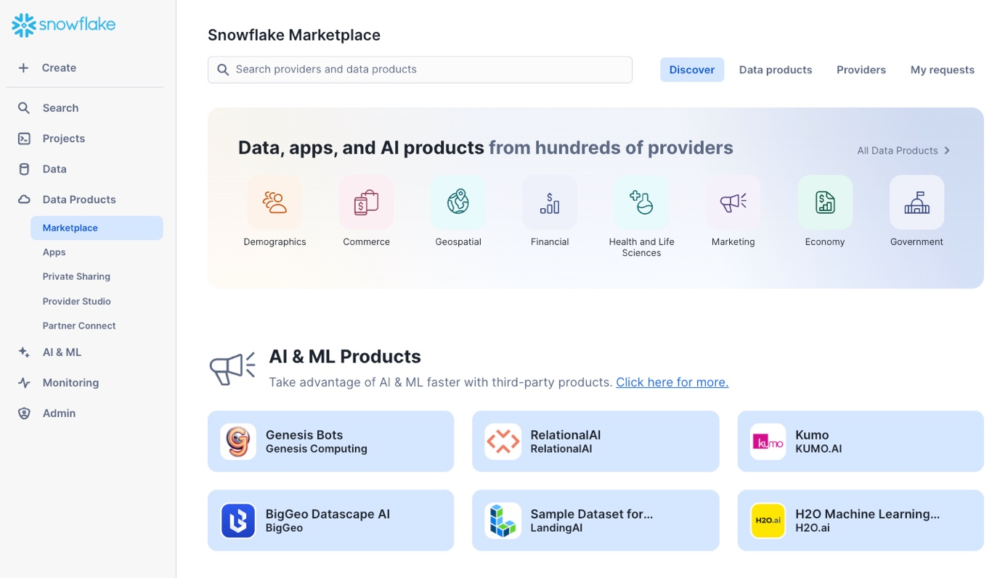 snowflake
Create
Search
Projects
Data
Data Products
Marketplace
Apps
Private Sharing
Provider Studio
Partner Connect
AI & ML
Monitoring
Admin
Snowflake Marketplace
Search providers and data products
Discover
Data products
Providers
My requests
Data, apps, and AI products from hundreds of providers
All Data Products
Demographics
Commerce
Geospatial
Financial
Health and Life
Sciences
Marketing
Economy
Government
AI & ML Products
Take advantage of AI & ML faster with third-party products. Click here for more.
Genesis Bots
Genesis Computing
RelationalAI
RelationalAI
kumo
Kumo
KUMO.AI
BigGeo Datascape AI
BigGeo
Sample Dataset for...
LandingAI
H2O.ai
H2O Machine Learning...
H2O.ai